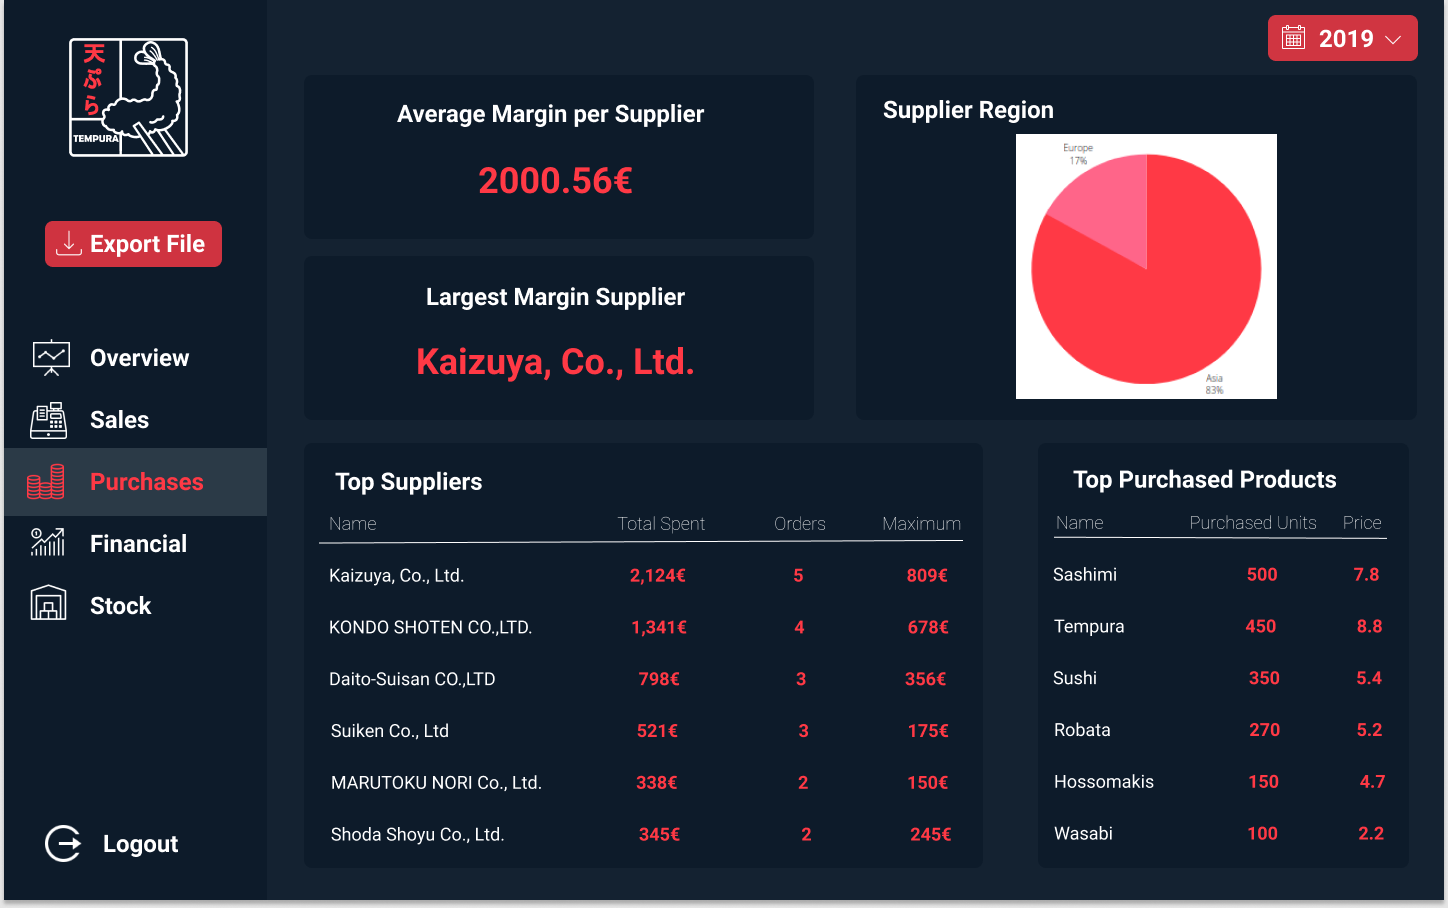 天
ぷ
ら
TEMPURA
Export File
Overview
Sales
Purchases
Financial
Stock
Logout
2019
Average Margin per Supplier
2000.56€
Largest Margin Supplier
Kaizuya, Co., Ltd.
Supplier Region
Europe
17%
Asia
83%
Top Suppliers
Name Total Spent Orders Maximum
Kaizuya, Co., Ltd. 2,124€ 5 809€
KONDO SHOTEN CO.,LTD. 1,341€ 4 678€
Daito-Suisan CO.,LTD 798€ 3 356€
Suiken Co., Ltd 521€ 3 175€
MARUTOKU NORI Co., Ltd. 338€ 2 150€
Shoda Shoyu Co., Ltd. 345€ 2 245€
Top Purchased Products
Name Purchased Units Price
Sashimi 500 7.8
Tempura 450 8.8
Sushi 350 5.4
Robata 270 5.2
Hossomakis 150 4.7
Wasabi 100 2.2